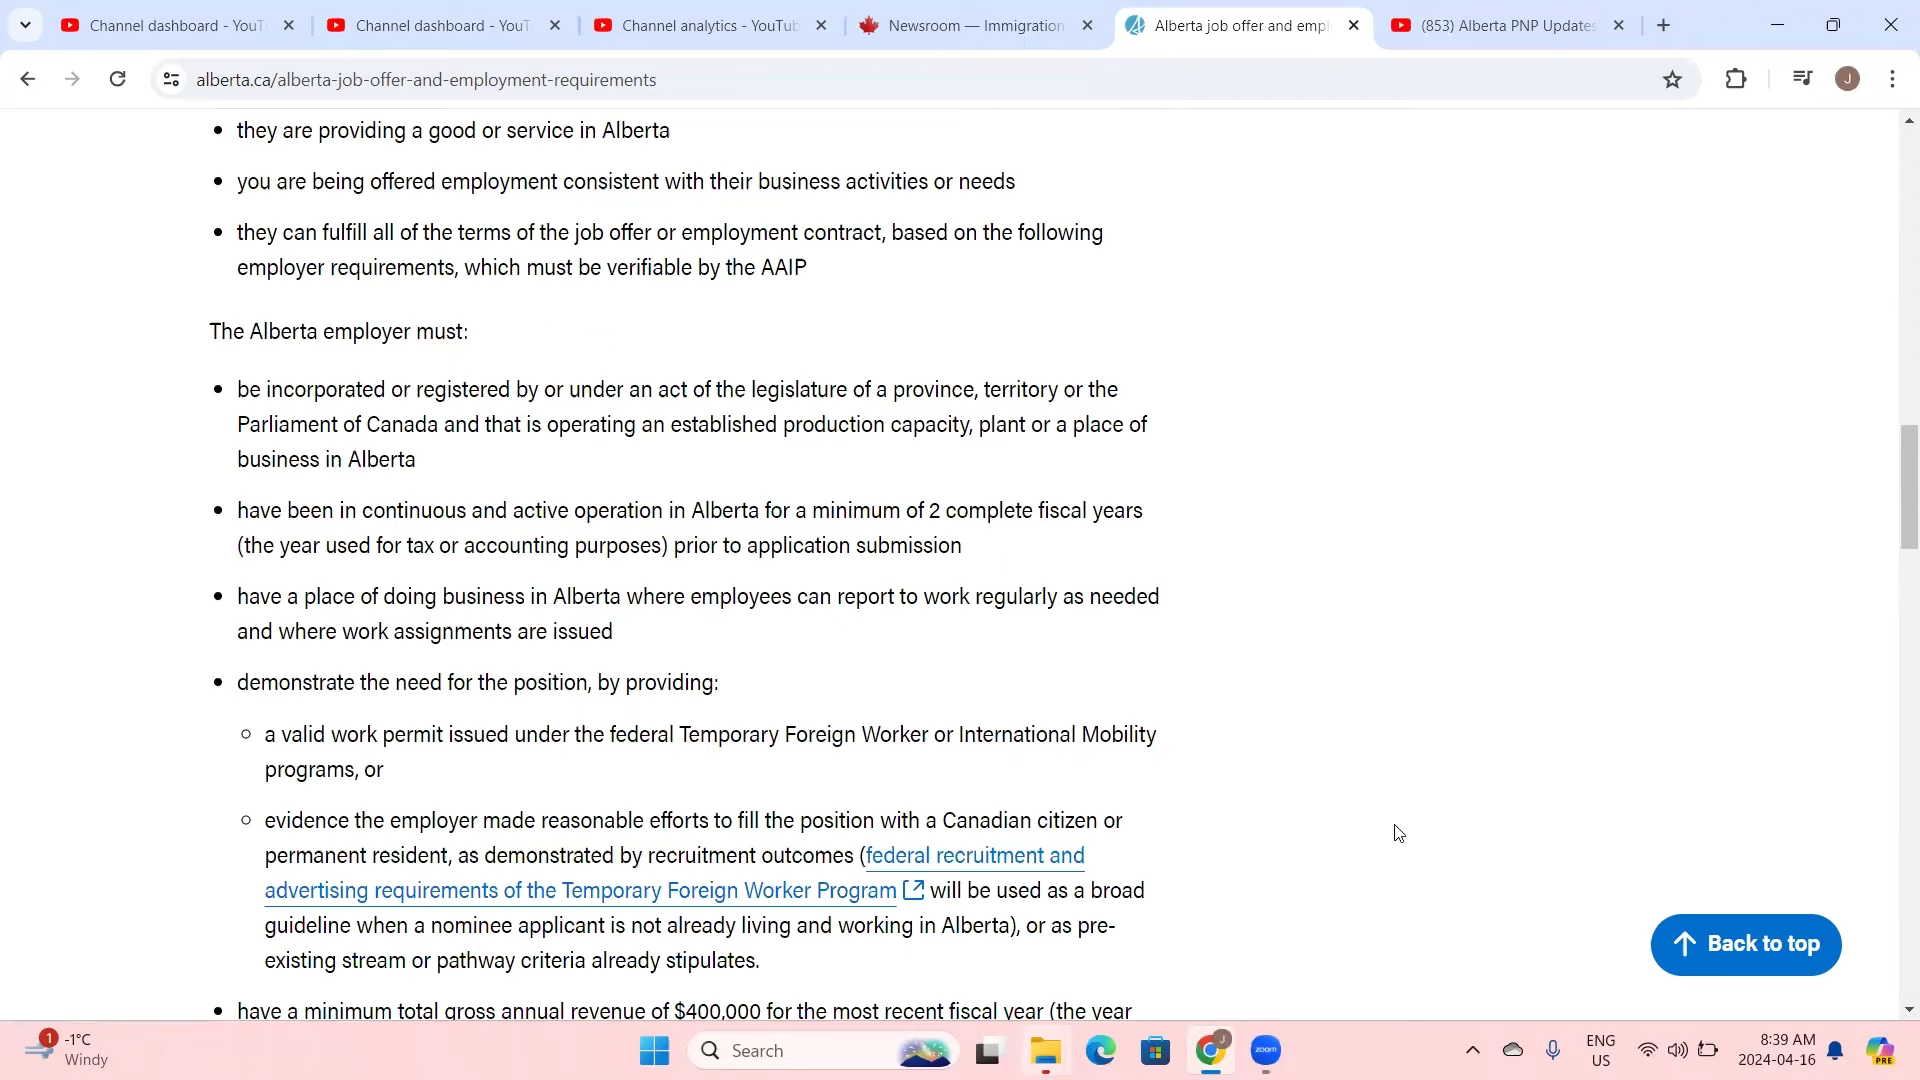 Channel dashboard - YouT
Channel dashboard - YouT
Channel analytics - YouTub
Newsroom — Immigration
Alberta job offer and empl
(853) Alberta PNP Updates
alberta.ca/alberta-job-offer-and-employment-requirements
J
• they are providing a good or service in Alberta
• you are being offered employment consistent with their business activities or needs
• they can fulfill all of the terms of the job offer or employment contract, based on the following
employer requirements, which must be verifiable by the AAIP
The Alberta employer must:
• be incorporated or registered by or under an act of the legislature of a province, territory or the
Parliament of Canada and that is operating an established production capacity, plant or a place of
business in Alberta
• have been in continuous and active operation in Alberta for a minimum of 2 complete fiscal years
(the year used for tax or accounting purposes) prior to application submission
• have a place of doing business in Alberta where employees can report to work regularly as needed
and where work assignments are issued
• demonstrate the need for the position, by providing:
○ a valid work permit issued under the federal Temporary Foreign Worker or International Mobility
programs, or
○ evidence the employer made reasonable efforts to fill the position with a Canadian citizen or
permanent resident, as demonstrated by recruitment outcomes (federal recruitment and
advertising requirements of the Temporary Foreign Worker Program will be used as a broad
guideline when a nominee applicant is not already living and working in Alberta), or as pre-
existing stream or pathway criteria already stipulates.
• have a minimum total gross annual revenue of $400,000 for the most recent fiscal year (the year
Back to top
1
-1°C
Windy
Search
J
zoom
ENG
US
8:39 AM
2024-04-16
PRE